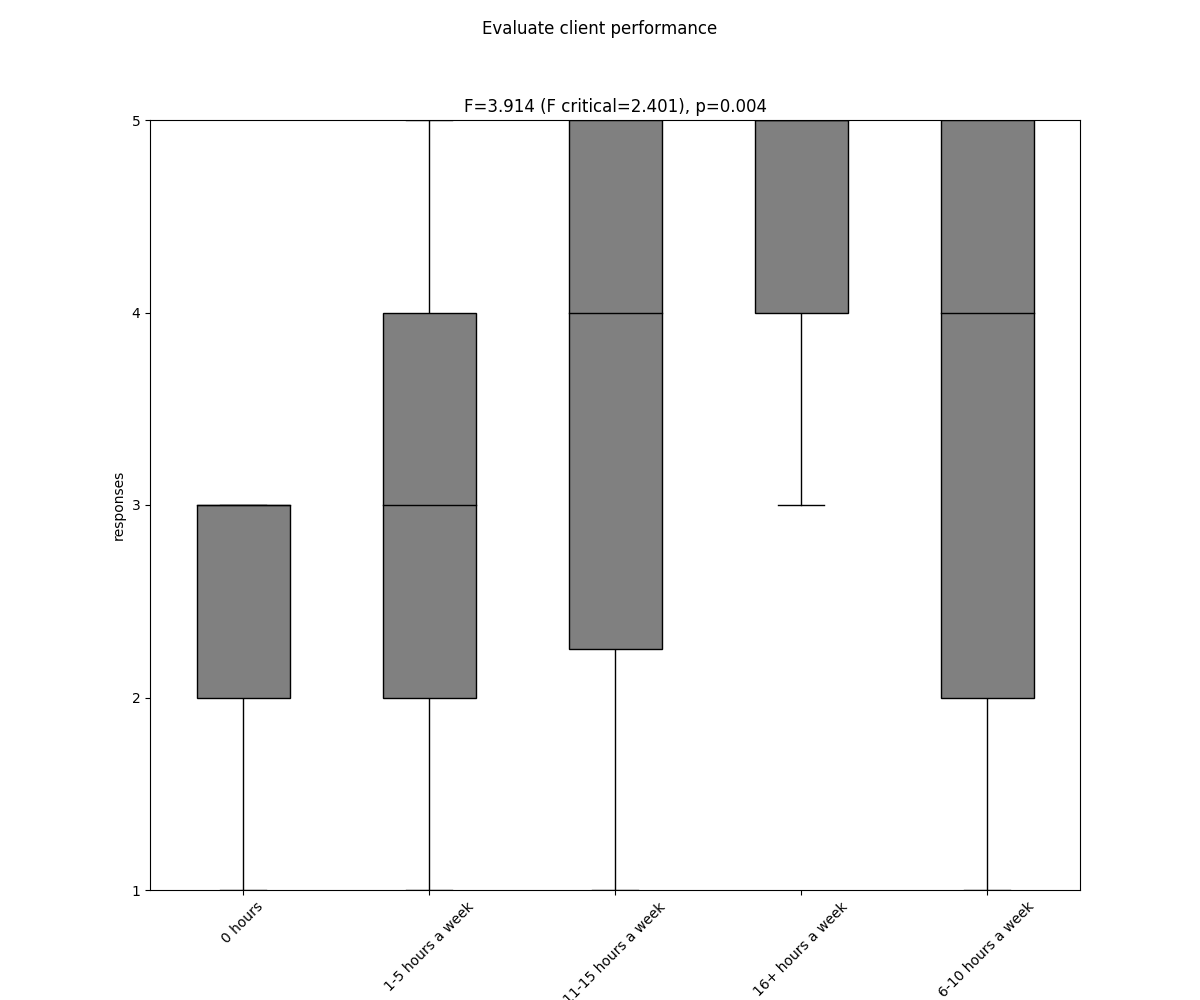 Evaluate client performance
F=3.914 (F critical=2.401), p=0.004
5
4
3
2
1
responses
0 hours
1-5 hours a week
11-15 hours a week
16+ hours a week
6-10 hours a week